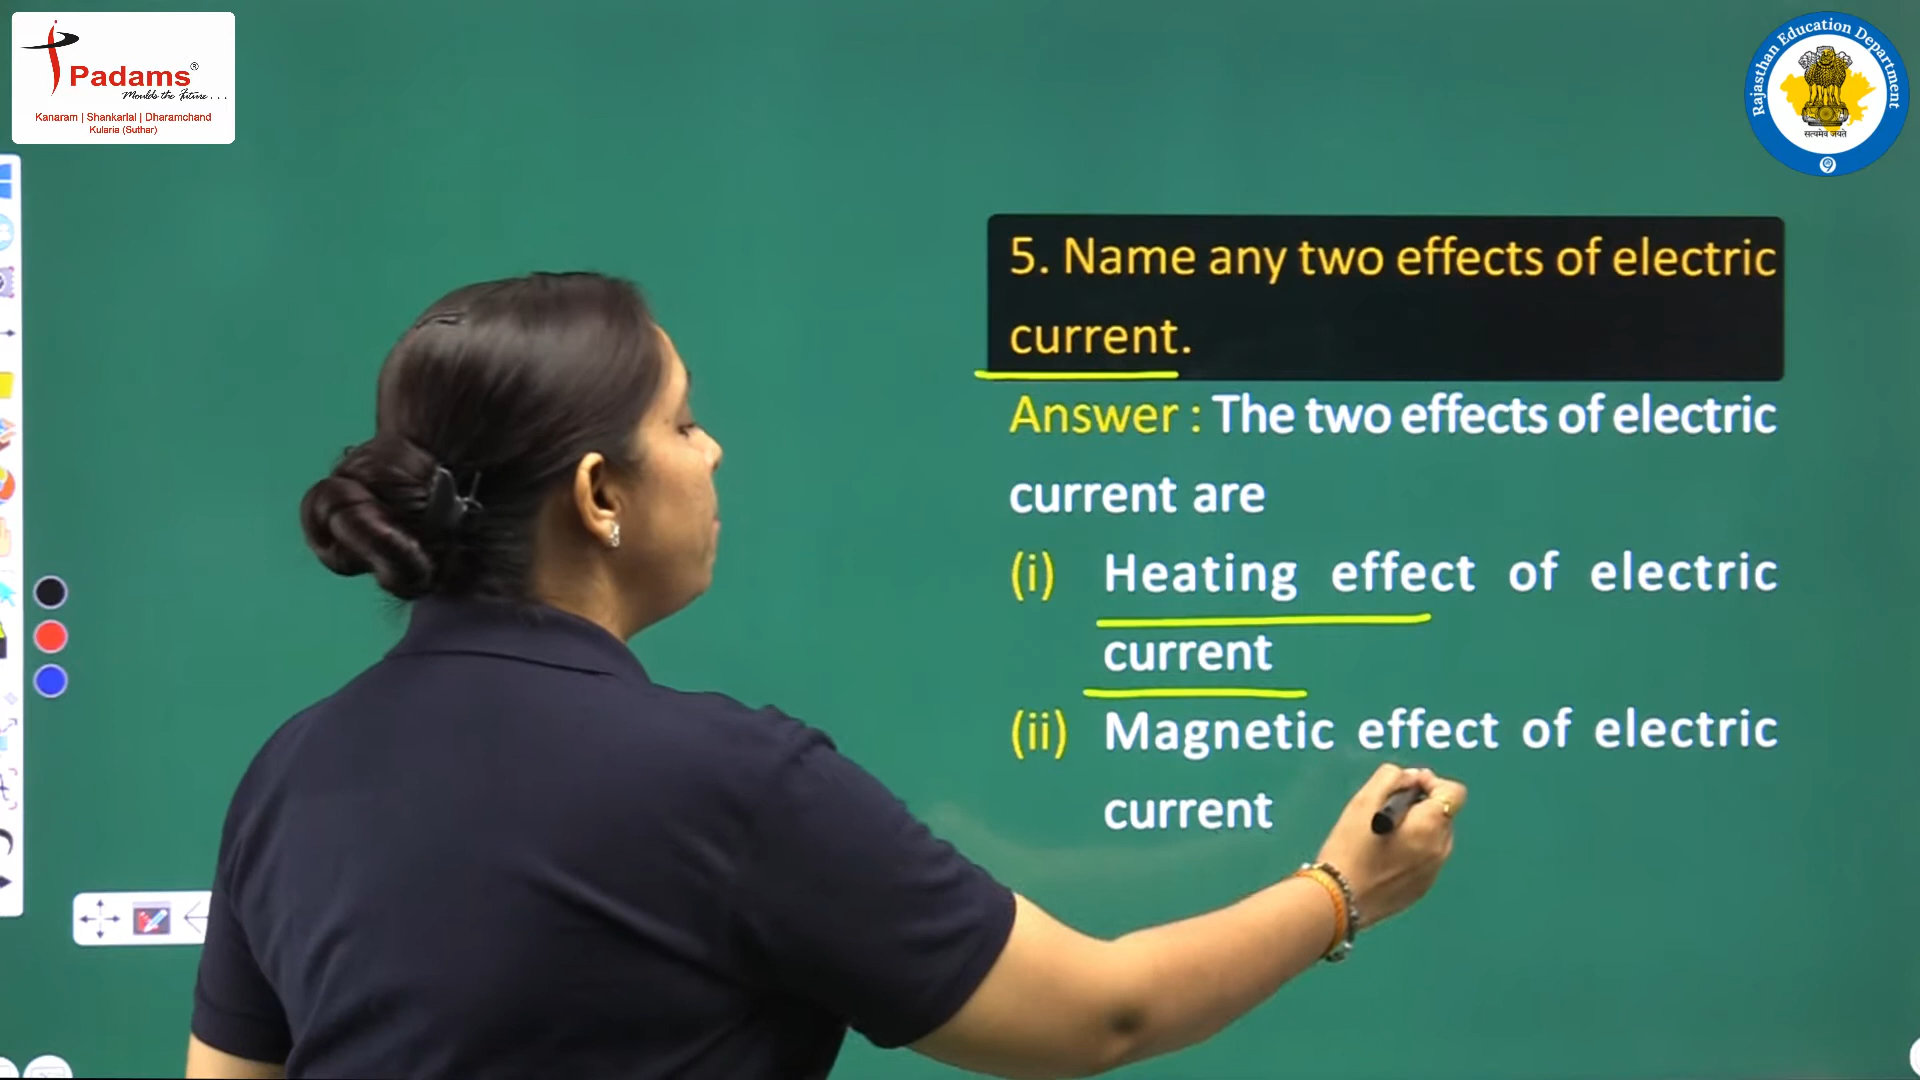 Padams®
Moulds the Future...
Kanaram | Shankarlal | Dharamchand
Kularia (Suthar)
Rajasthan Education Department
सत्यमेव जयते
5. Name any two effects of electric
current.
Answer : The two effects of electric
current are
(i) Heating effect of electric
current
(ii) Magnetic effect of electric
current